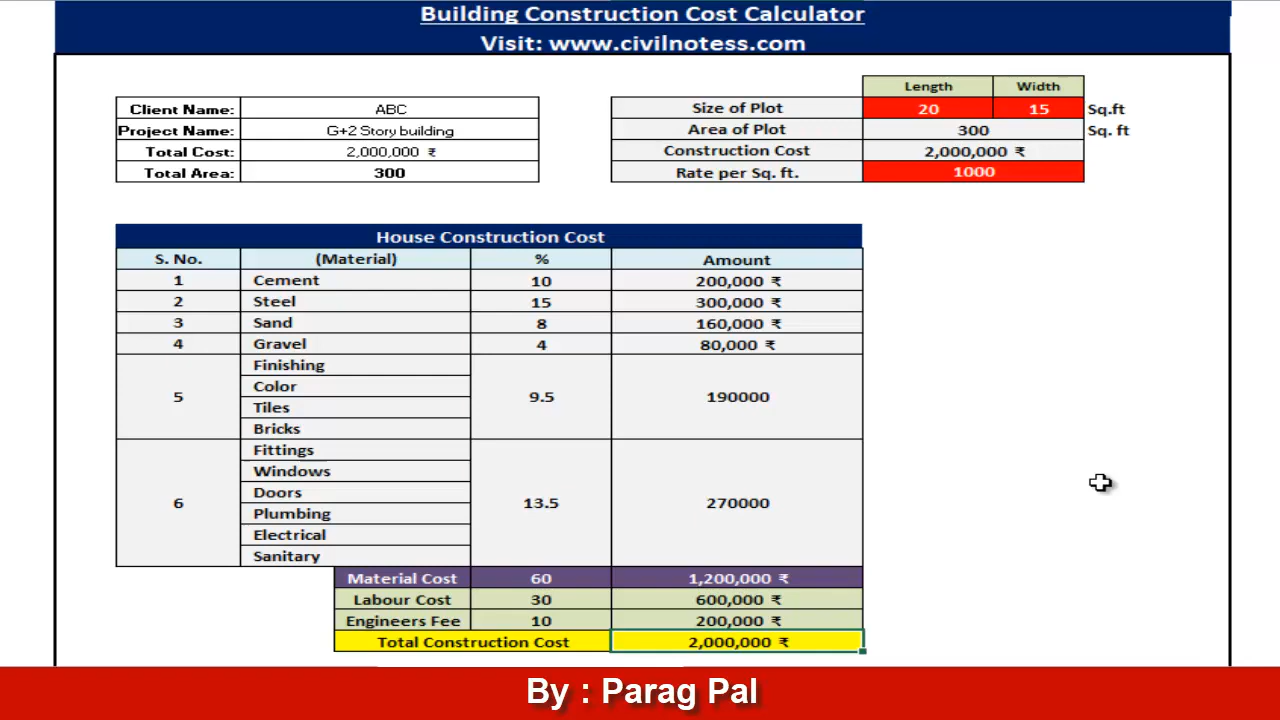 Building Construction Cost Calculator
Visit: www.civilnotess.com
Length Width
Client Name: ABC Size of Plot 20 15 Sq.ft
Project Name: G+2 Story building Area of Plot 300 Sq. ft
Total Cost: 2,000,000 ₹ Construction Cost 2,000,000 ₹
Total Area: 300 Rate per Sq. ft. 1000
House Construction Cost
S. No. (Material) % Amount
1 Cement 10 200,000 ₹
2 Steel 15 300,000 ₹
3 Sand 8 160,000 ₹
4 Gravel 4 80,000 ₹
Finishing
Color
5 9.5 190000
Tiles
Bricks
Fittings
Windows
Doors
6 13.5 270000
Plumbing
Electrical
Sanitary
Material Cost 60 1,200,000 ₹
Labour Cost 30 600,000 ₹
Engineers Fee 10 200,000 ₹
Total Construction Cost 2,000,000 ₹
By : Parag Pal